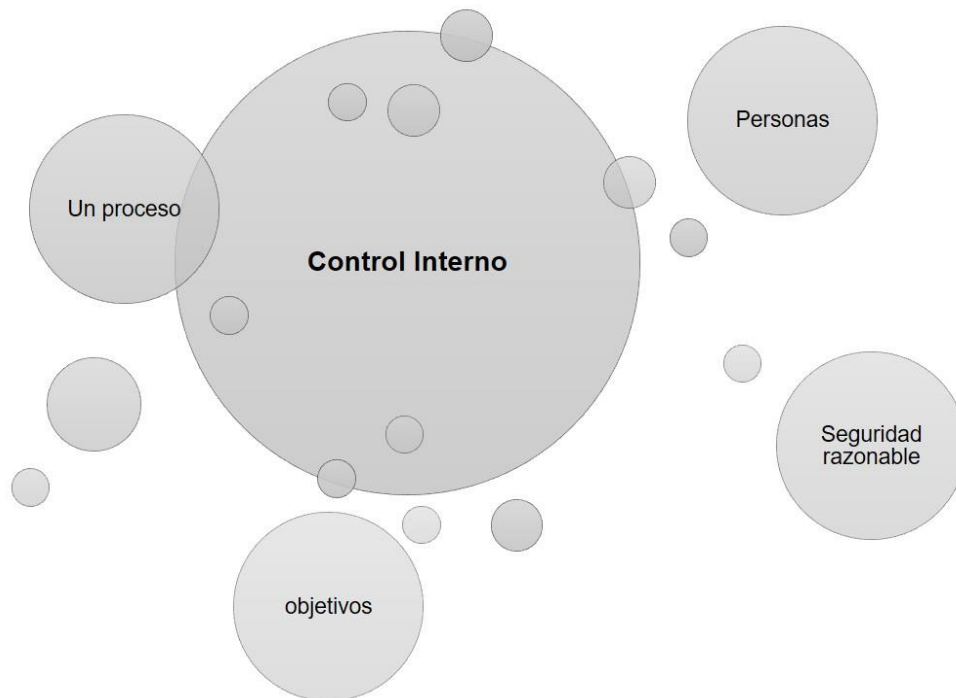 Personas
Un proceso
Control Interno
Seguridad
razonable
objetivos